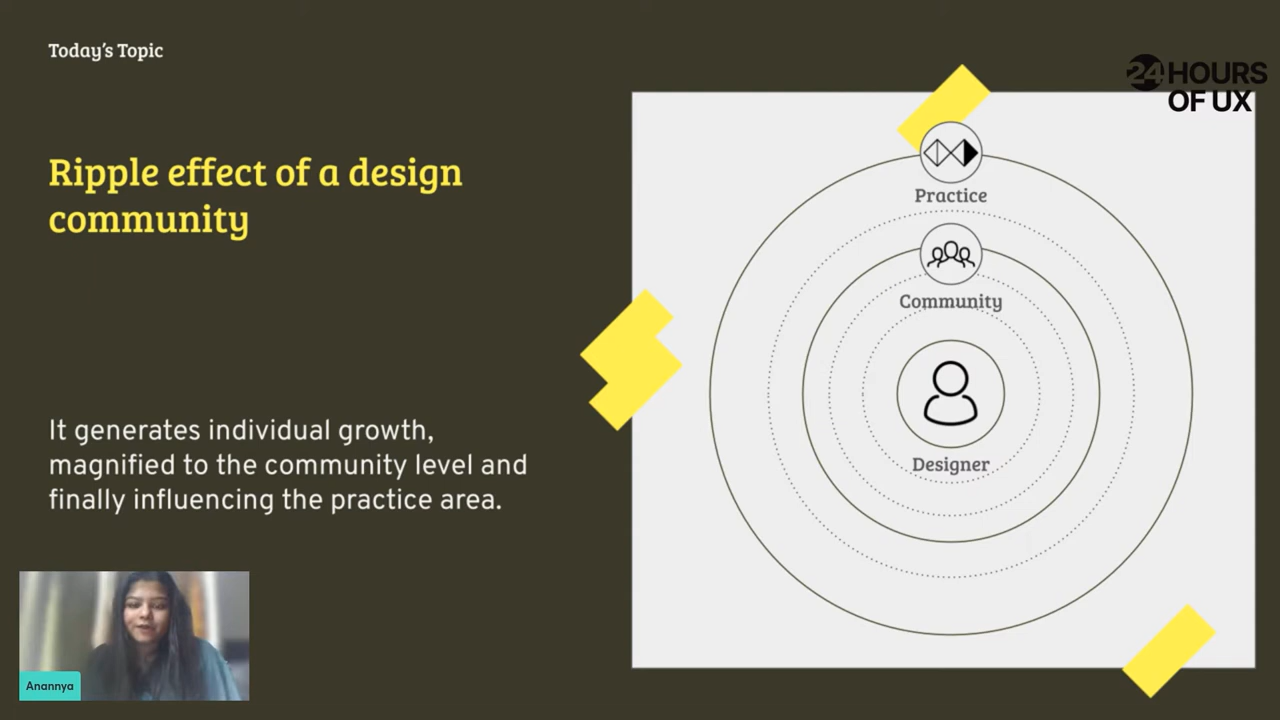 Today's Topic
24 HOURS
OF UX
Ripple effect of a design
community
Practice
Community
Designer
It generates individual growth,
magnified to the community level and
finally influencing the practice area.
Anannya